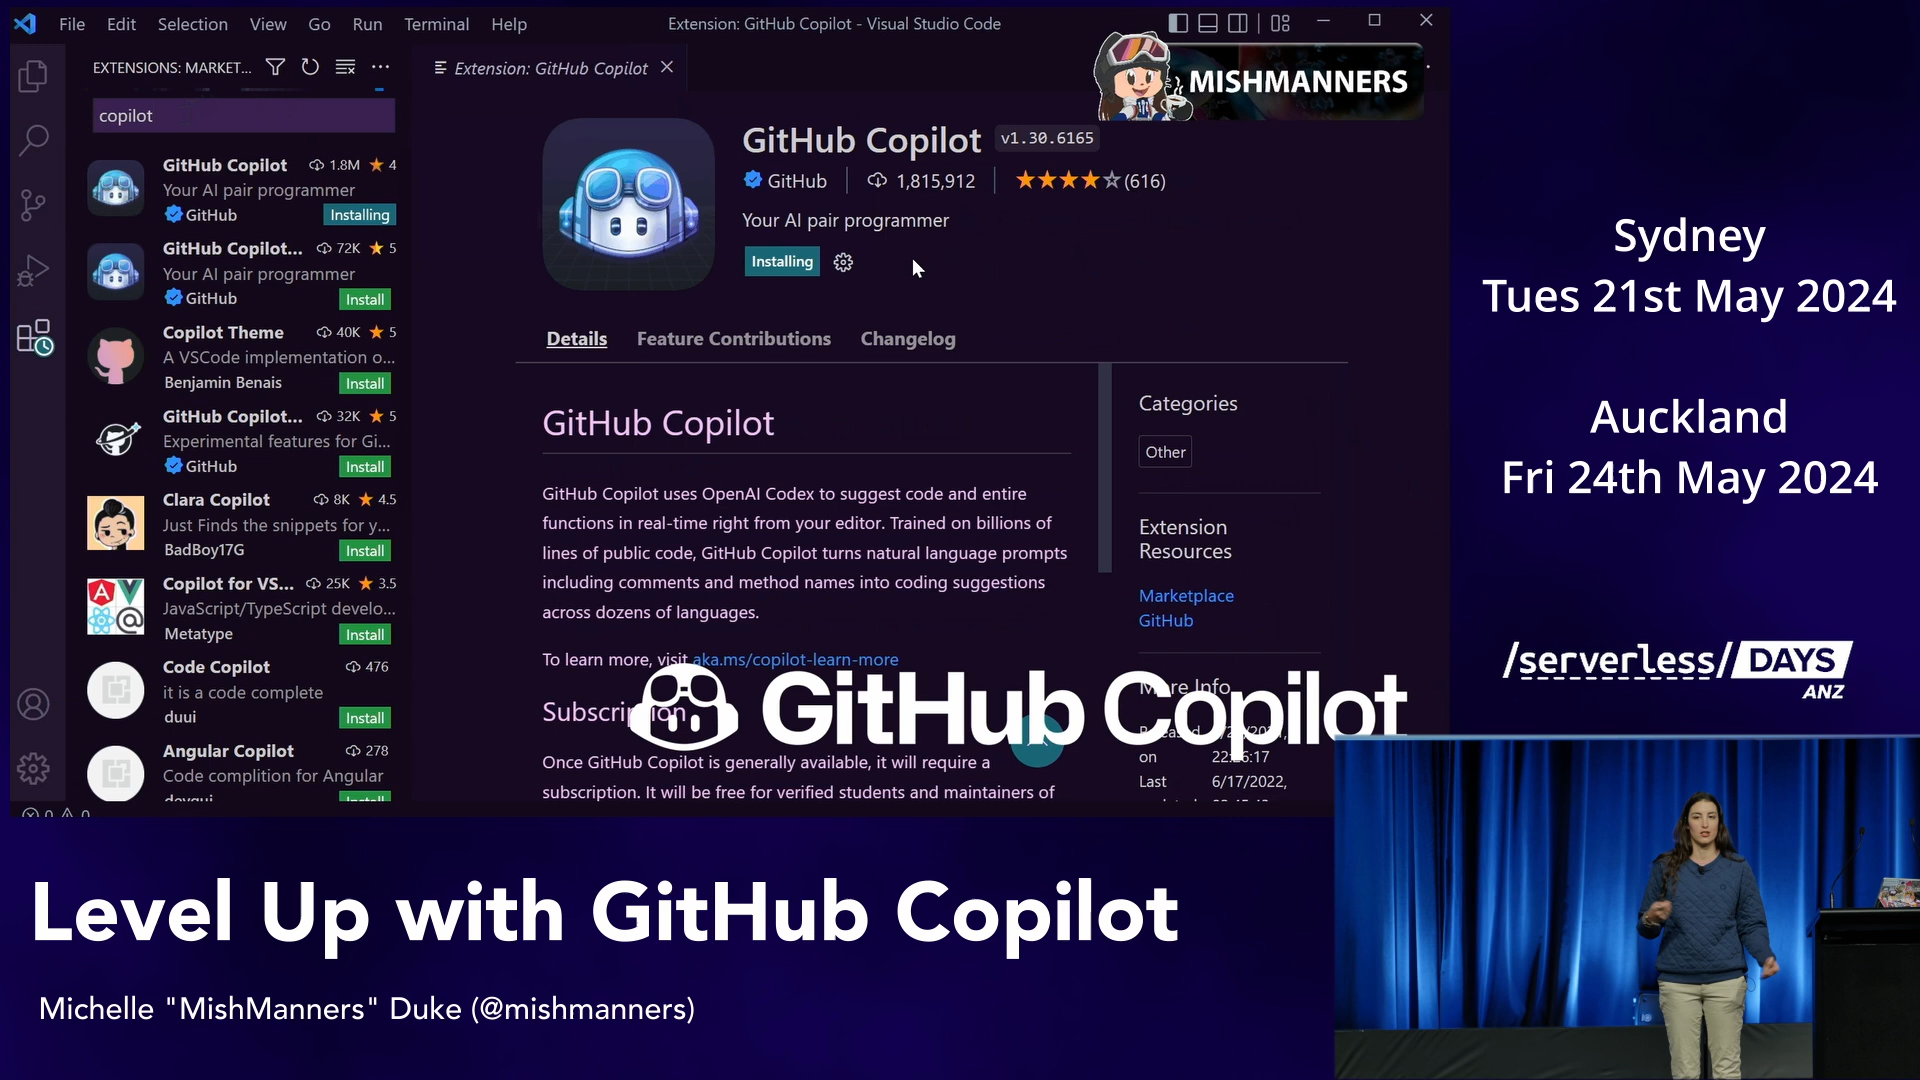 File Edit Selection View Go Run Terminal Help
Extension: GitHub Copilot - Visual Studio Code
EXTENSIONS: MARKET...
copilot
GitHub Copilot 1.8M 4
Your AI pair programmer
GitHub Installing
GitHub Copilot... 72K 5
Your AI pair programmer
GitHub Install
Copilot Theme 40K 5
A VSCode implementation o...
Benjamin Benais Install
GitHub Copilot... 32K 5
Experimental features for Gi...
GitHub Install
Clara Copilot 8K 4.5
Just Finds the snippets for y...
BadBoy17G Install
Copilot for VS... 25K 3.5
JavaScript/TypeScript develo...
Metatype Install
Code Copilot 476
it is a code complete
duui Install
Angular Copilot 278
Code complition for Angular
Install
0 0
Extension: GitHub Copilot
MISHMANNERS
GitHub Copilot v1.30.6165
GitHub 1,815,912 (616)
Your AI pair programmer
Installing
Details Feature Contributions Changelog
GitHub Copilot
GitHub Copilot uses OpenAI Codex to suggest code and entire
functions in real-time right from your editor. Trained on billions of
lines of public code, GitHub Copilot turns natural language prompts
including comments and method names into coding suggestions
across dozens of languages.
To learn more, visit aka.ms/copilot-learn-more
Subscription
Once GitHub Copilot is generally available, it will require a
subscription. It will be free for verified students and maintainers of
Categories
Other
Extension
Resources
Marketplace
GitHub
More Info
Released
on 22:26:17
Last 6/17/2022,
GitHub Copilot
Sydney
Tues 21st May 2024
Auckland
Fri 24th May 2024
/serverless/DAYS
ANZ
Level Up with GitHub Copilot
Michelle "MishManners" Duke (@mishmanners)